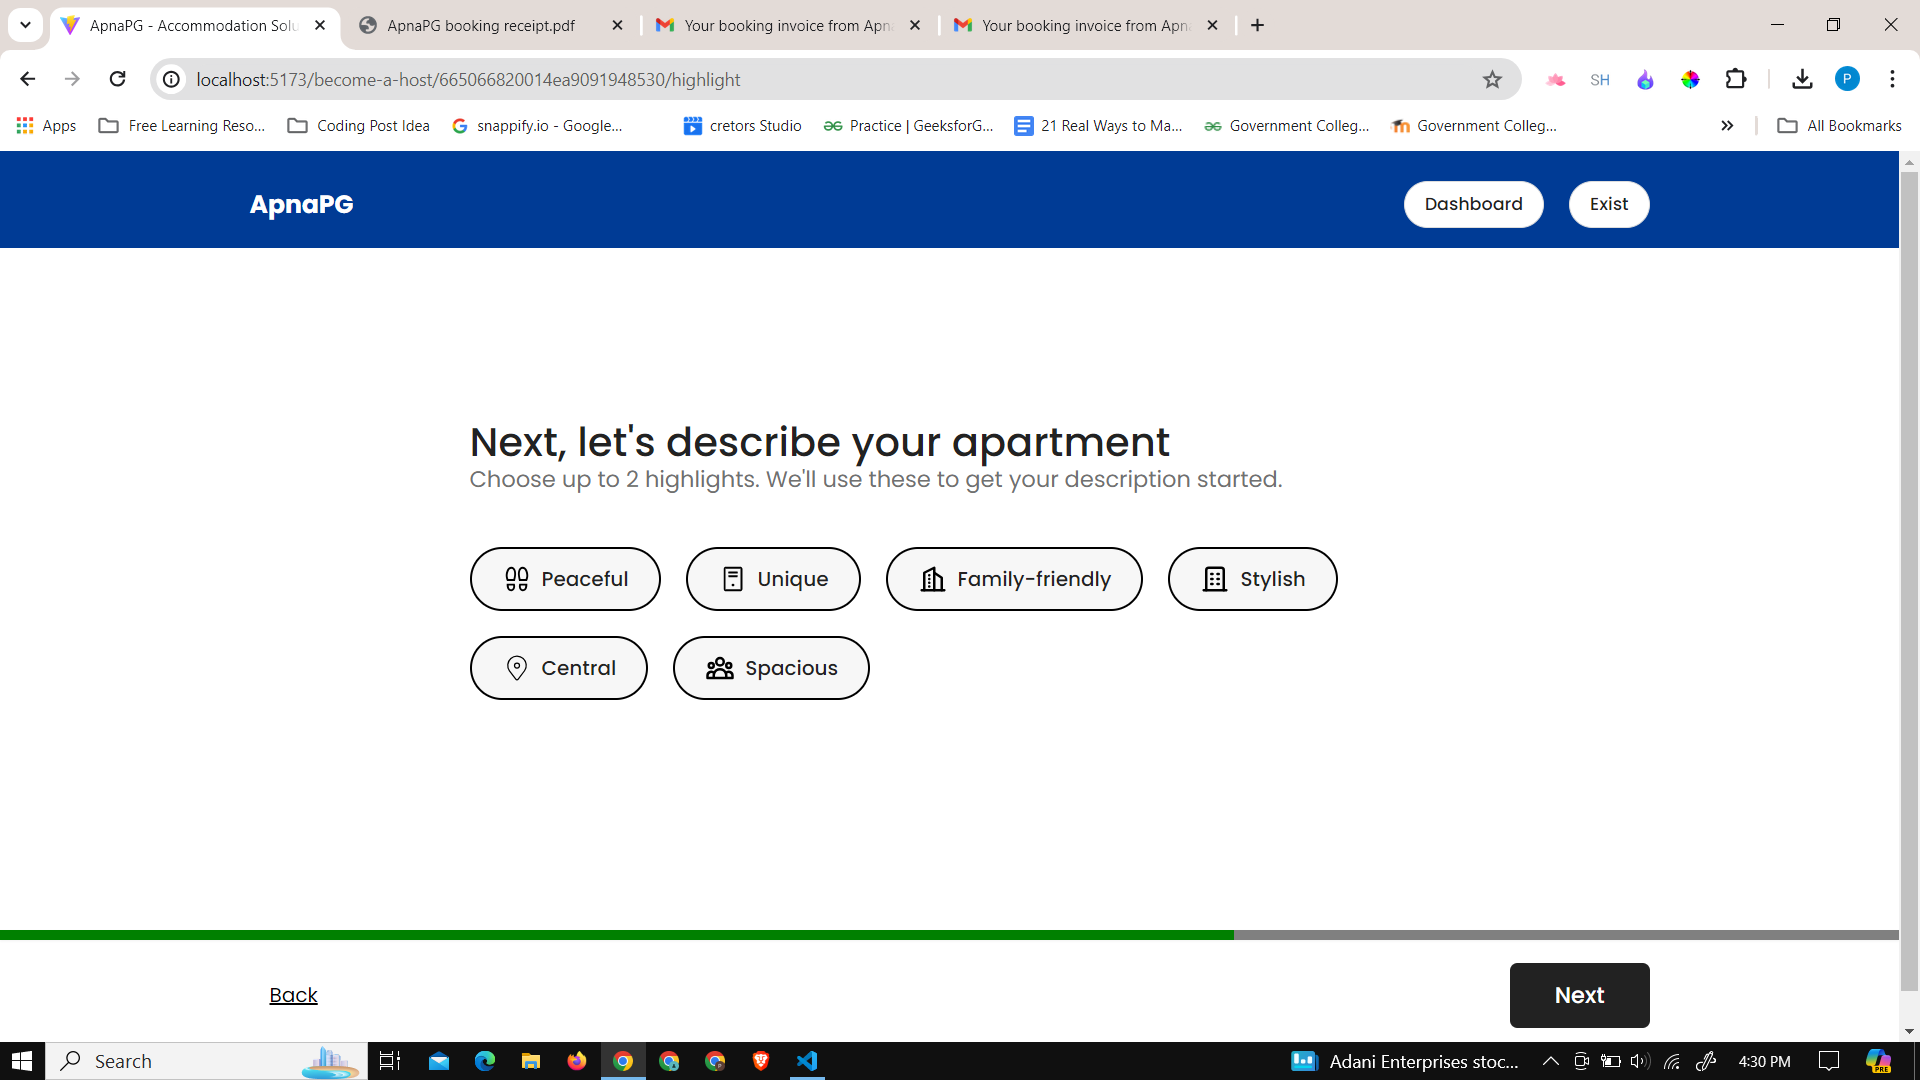 ApnaPG - Accommodation Solu
ApnaPG booking receipt.pdf
Your booking invoice from Apn
Your booking invoice from Apn
localhost:5173/become-a-host/665066820014ea9091948530/highlight
SH
P
Apps
Free Learning Reso...
Coding Post Idea
snappify.io - Google...
cretors Studio
Practice | GeeksforG...
21 Real Ways to Ma...
Government Colleg...
Government Colleg...
All Bookmarks
ApnaPG
Dashboard
Exist
Next, let's describe your apartment
Choose up to 2 highlights. We'll use these to get your description started.
Peaceful
Unique
Family-friendly
Stylish
Central
Spacious
Back
Next
Search
Adani Enterprises stoc...
4:30 PM
PRE